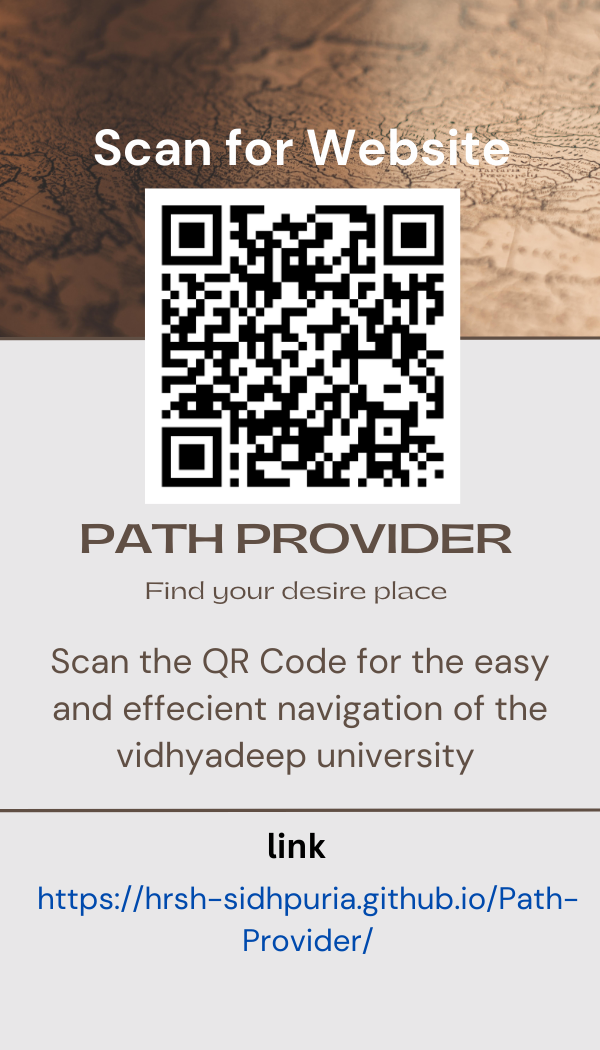 Scan for Website
PATH PROVIDER
Find your desire place
Scan the QR Code for the easy
and effecient navigation of the
vidhyadeep university
link
https://hrsh-sidhpuria.github.io/Path-
Provider/